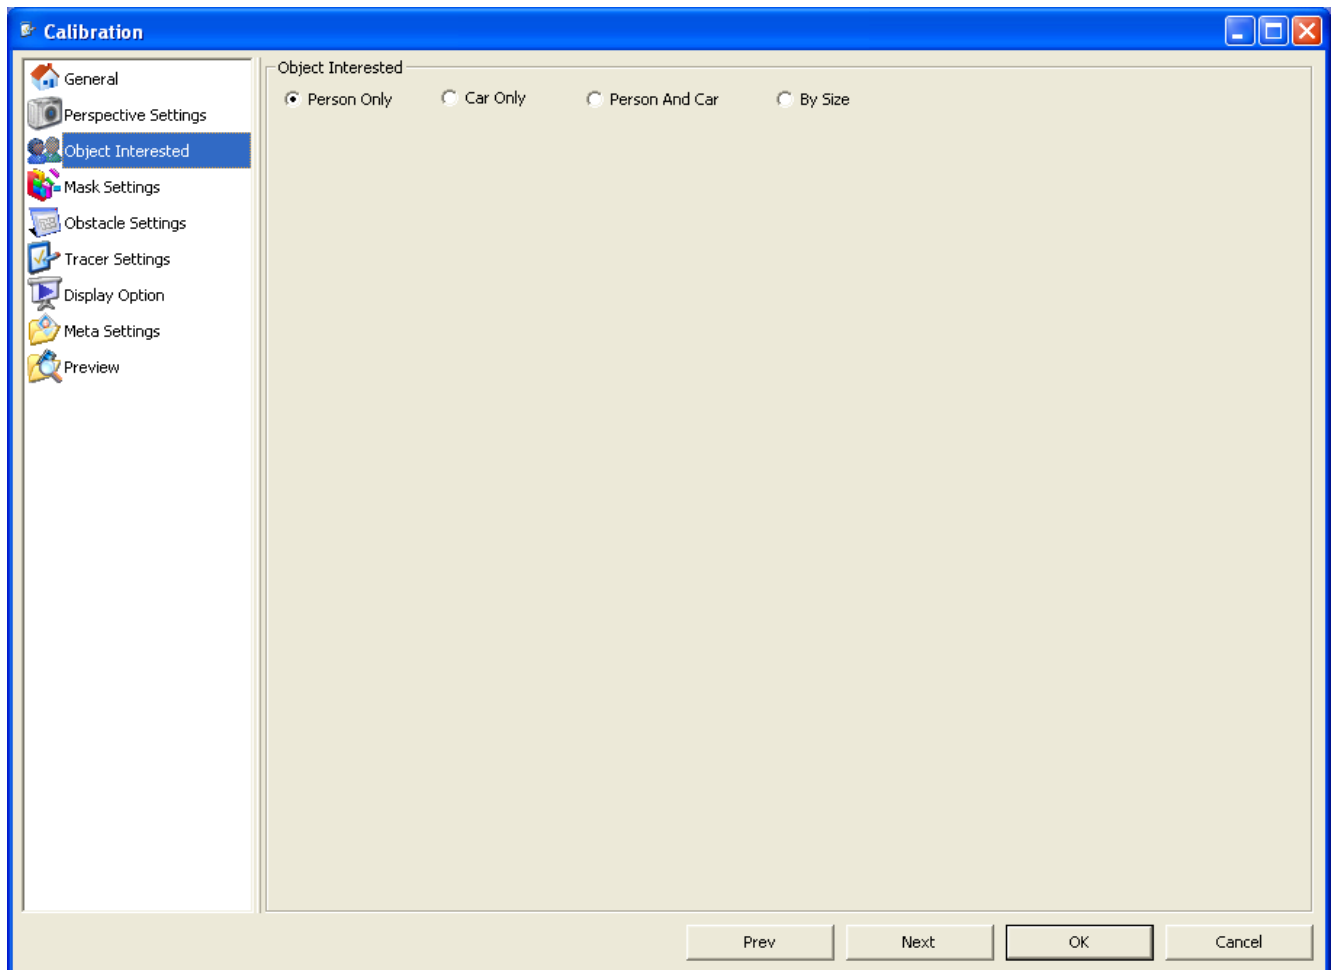 Calibration
General
Perspective Settings
Object Interested
Mask Settings
Obstacle Settings
Tracer Settings
Display Option
Meta Settings
Preview
Object Interested
Person Only Car Only Person And Car By Size
Prev Next OK Cancel